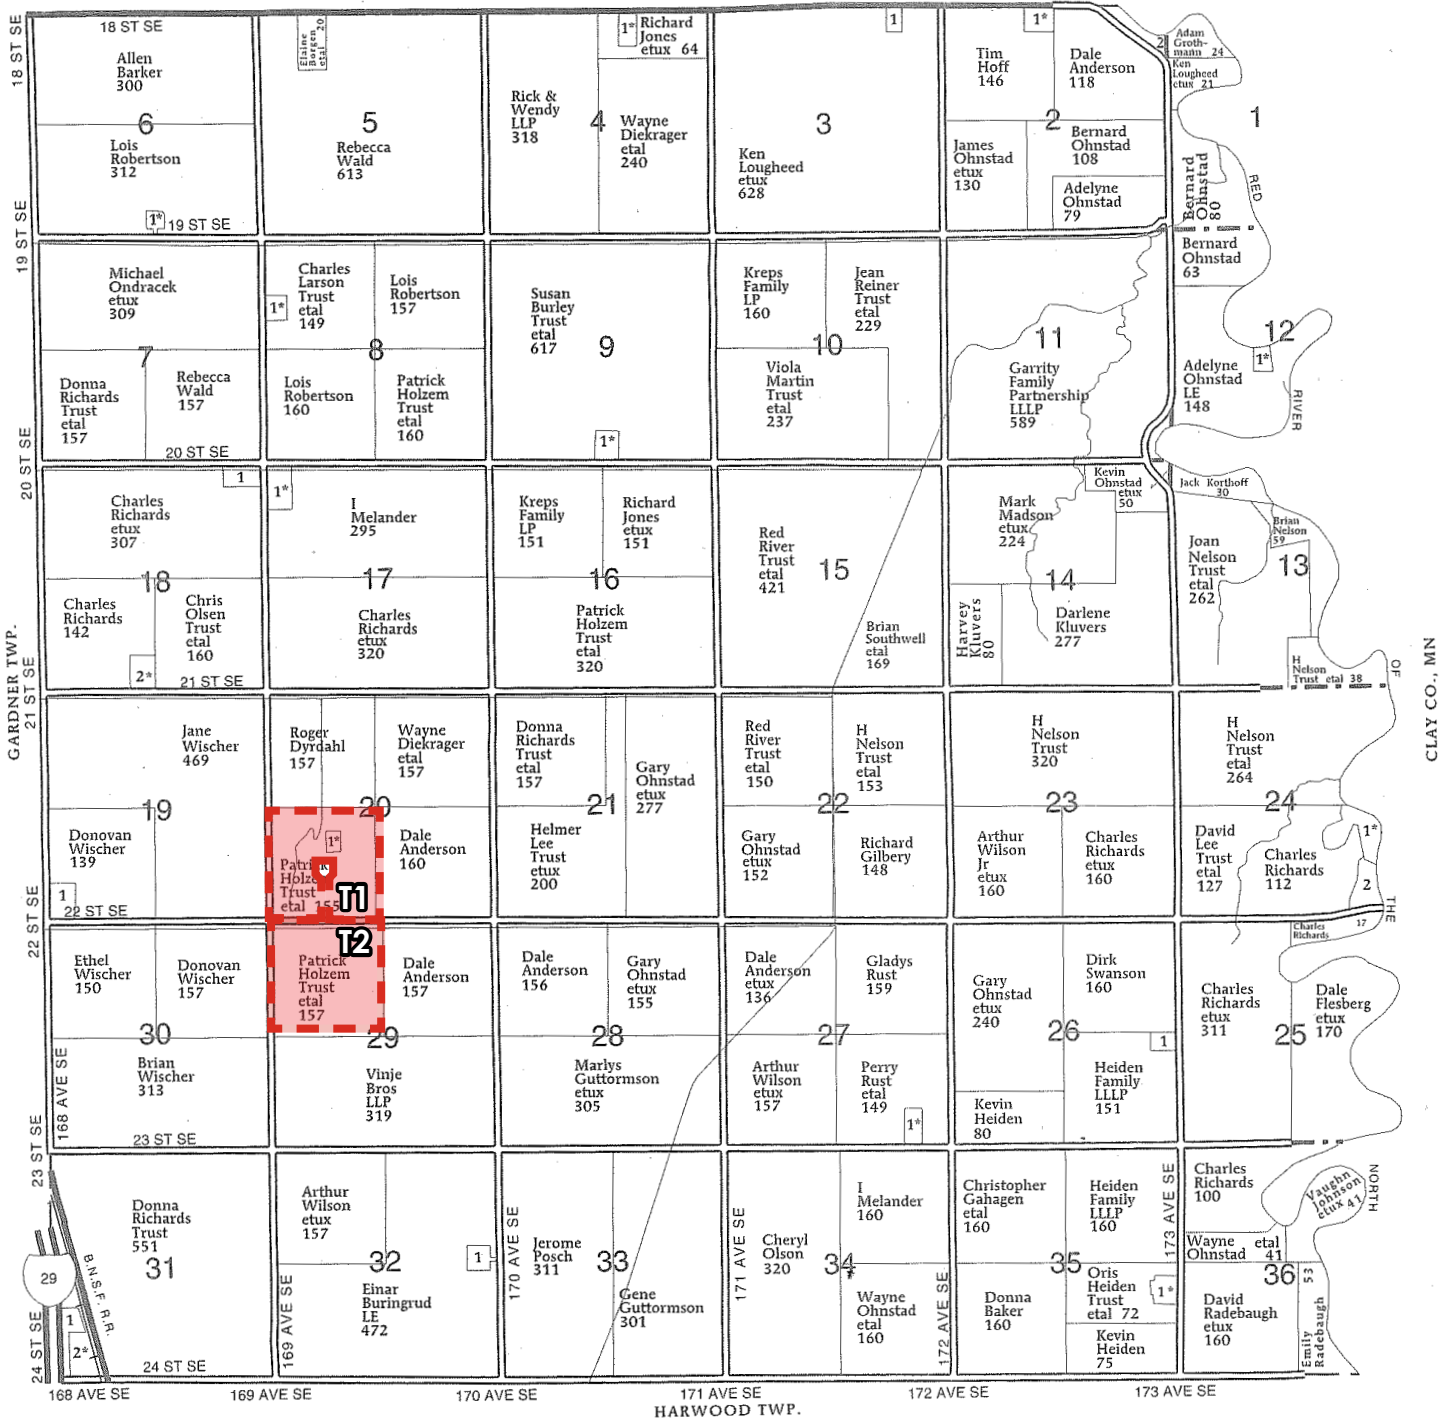 18 ST SE
18 ST SE
Allen
Barker
300
6
Lois
Robertson
312
1*
19 ST SE
Elaine
Borgen
etal 20
5
Rebecca
Wald
613
Rick &
Wendy
LLP
318
4
1*
Richard
Jones
etux 64
Wayne
Diekrager
etal
240
1
3
Ken
Lougheed
etux
628
1*
Tim
Hoff
146
Dale
Anderson
118
2
James
Ohnstad
etux
130
Bernard
Ohnstad
108
Adelyne
Ohnstad
79
2
Adam
Groth-
mann 24
Ken
Lougheed
etux 21
1
Bernard
Ohnstad
80
RED
19 ST SE
Michael
Ondracek
etux
309
7
Donna
Richards
Trust
etal
157
Rebecca
Wald
157
20 ST SE
Charles
Larson
Trust
etal
149
1*
Lois
Robertson
157
8
Lois
Robertson
160
Patrick
Holzem
Trust
etal
160
Susan
Burley
Trust
etal
617
9
1*
Kreps
Family
LP
160
Jean
Reiner
Trust
etal
229
10
Viola
Martin
Trust
etal
237
11
Garrity
Family
Partnership
LLLP
589
Bernard
Ohnstad
63
12
1*
Adelyne
Ohnstad
LE
148
RIVER
20 ST SE
1
Charles
Richards
etux
307
18
Charles
Richards
142
Chris
Olsen
Trust
etal
160
2*
21 ST SE
1*
I
Melander
295
17
Charles
Richards
etux
320
Kreps
Family
LP
151
Richard
Jones
etux
151
16
Patrick
Holzem
Trust
etal
320
Red
River
Trust
etal
421
15
Brian
Southwell
etal
169
Mark
Madson
etux
224
Kevin
Ohnstad
etux
50
14
Harvey
Kluvers
80
Darlene
Kluvers
277
Jack Korthoff
30
Brian
Nelson
59
Joan
Nelson
Trust
etal
262
13
H
Nelson
Trust etal 38
OF
GARDNER TWP.
CLAY CO., MN
21 ST SE
Jane
Wischer
469
19
Donovan
Wischer
139
1
22 ST SE
Roger
Dyrdahl
157
Wayne
Diekrager
etal
157
20
1*
Dale
Anderson
160
Trust
etal 155
T1
Donna
Richards
Trust
etal
157
21
Gary
Ohnstad
etux
277
Helmer
Lee
Trust
etux
200
Red
River
Trust
etal
150
H
Nelson
Trust
etal
153
22
Gary
Ohnstad
etux
152
Richard
Gilbery
148
H
Nelson
Trust
320
23
Arthur
Wilson
Jr
etux
160
Charles
Richards
etux
160
H
Nelson
Trust
etal
264
24
David
Lee
Trust
etal
127
Charles
Richards
112
1*
2
THE
22 ST SE
Ethel
Wischer
150
Donovan
Wischer
157
30
Brian
Wischer
313
168 AVE SE
23 ST SE
T2
Patrick
Holzem
Trust
etal
157
Dale
Anderson
157
29
Vinje
Bros
LLP
319
Dale
Anderson
156
Gary
Ohnstad
etux
155
28
Marlys
Guttormson
etux
305
Dale
Anderson
etux
136
Gladys
Rust
159
27
Arthur
Wilson
etux
157
Perry
Rust
etal
149
1*
Gary
Ohnstad
etux
240
Dirk
Swanson
160
26
1
Kevin
Heiden
80
Heiden
Family
LLLP
151
Charles
Richards
17
Charles
Richards
etux
311
25
Dale
Flesberg
etux
170
23 ST SE
Donna
Richards
Trust
551
31
29
B.N.S.F. R.R.
1
2*
24 ST SE
24 ST SE
Arthur
Wilson
etux
157
32
1
Einar
Buringrud
LE
472
169 AVE SE
170 AVE SE
Jerome
Posch
311
33
Gene
Guttormson
301
171 AVE SE
Cheryl
Olson
320
I
Melander
160
34
Wayne
Ohnstad
etal
160
172 AVE SE
Christopher
Gahagen
etal
160
Heiden
Family
LLLP
160
35
Donna
Baker
160
Oris
Heiden
Trust
etal 72
1*
Kevin
Heiden
75
173 AVE SE
Charles
Richards
100
Vaughn
Johnson
etux 41
NORTH
Wayne
Ohnstad
etal
41
36
David
Radebaugh
etux
160
Emily
Radebaugh
53
168 AVE SE
169 AVE SE
170 AVE SE
171 AVE SE
172 AVE SE
173 AVE SE
HARWOOD TWP.